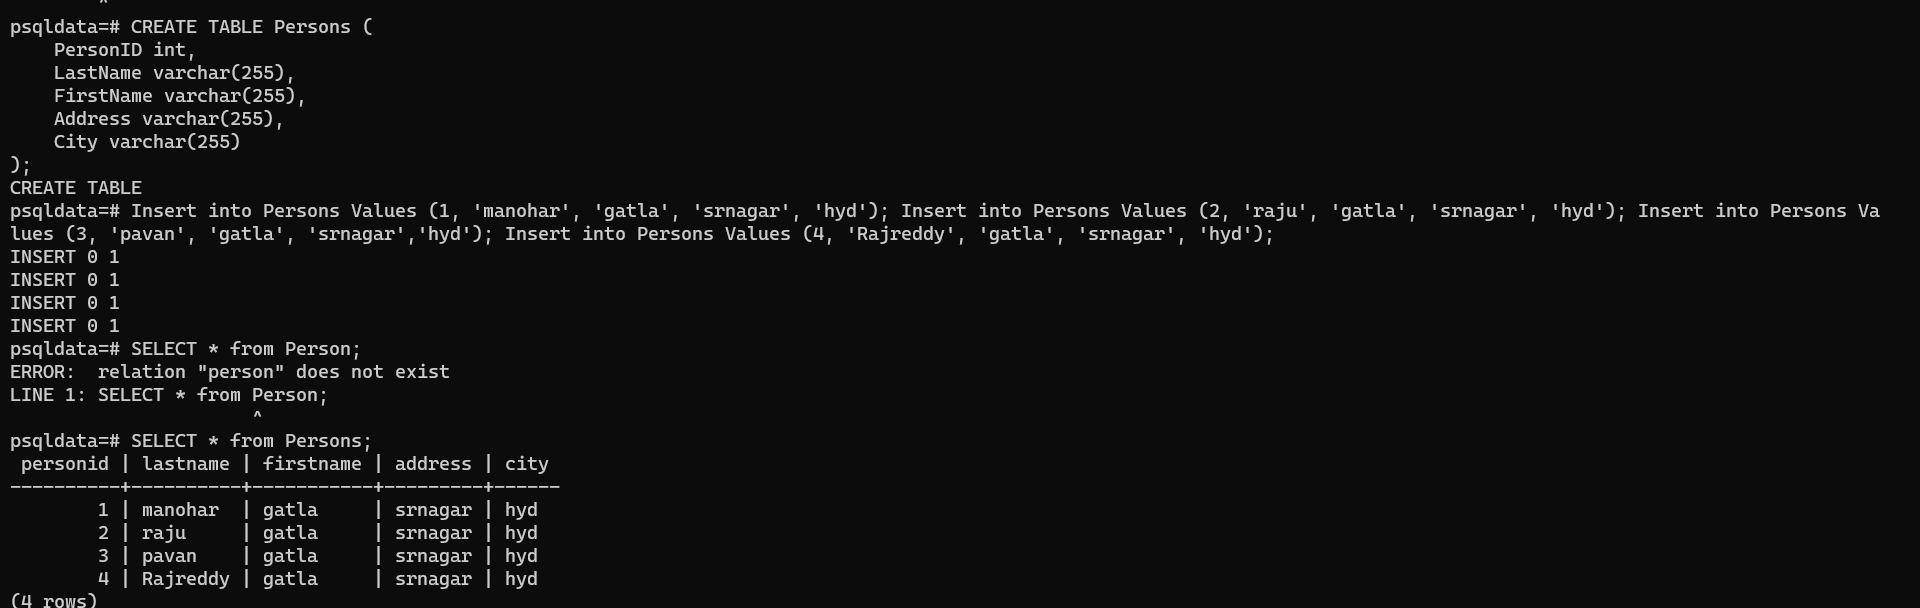 psqldata=# CREATE TABLE Persons (
    PersonID int,
    LastName varchar(255),
    FirstName varchar(255),
    Address varchar(255),
    City varchar(255)
);
CREATE TABLE
psqldata=# Insert into Persons Values (1, 'manohar', 'gatla', 'srnagar', 'hyd'); Insert into Persons Values (2, 'raju', 'gatla', 'srnagar', 'hyd'); Insert into Persons Va
lues (3, 'pavan', 'gatla', 'srnagar','hyd'); Insert into Persons Values (4, 'Rajreddy', 'gatla', 'srnagar', 'hyd');
INSERT 0 1
INSERT 0 1
INSERT 0 1
INSERT 0 1
psqldata=# SELECT * from Person;
ERROR:  relation "person" does not exist
LINE 1: SELECT * from Person;
                      ^
psqldata=# SELECT * from Persons;
 personid | lastname | firstname | address | city
----------+----------+-----------+---------+------
        1 | manohar  | gatla     | srnagar | hyd
        2 | raju     | gatla     | srnagar | hyd
        3 | pavan    | gatla     | srnagar | hyd
        4 | Rajreddy | gatla     | srnagar | hyd
(4 rows)